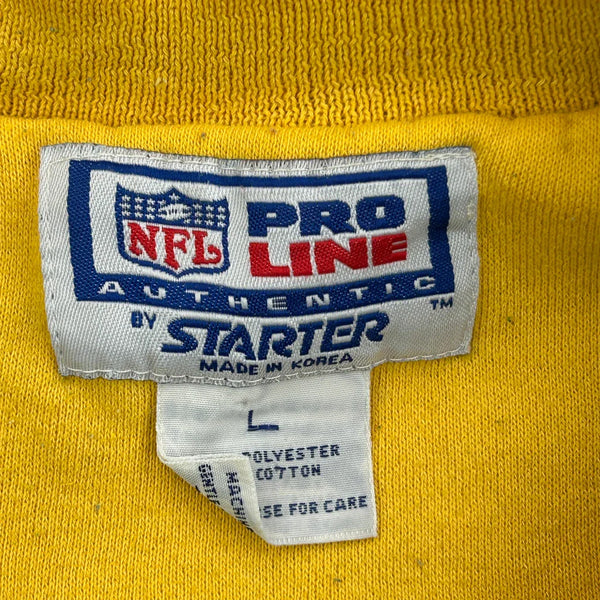 NFL
PRO
LINE
AUTHENTIC
BY STARTER ™
MADE IN KOREA
L
POLYESTER
COTTON
SE FOR CARE